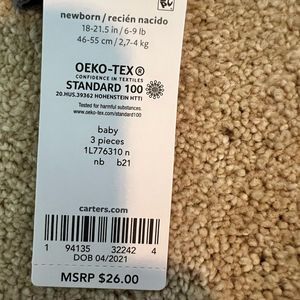 newborn / recién nacido
18-21.5 in / 6-9 lb
46-55 cm / 2,7-4 kg
OEKO-TEX®
CONFIDENCE IN TEXTILES
STANDARD 100
20.HUS.39362 HOHENSTEIN HTTI
Tested for harmful substances.
www.oeko-tex.com/standard100
baby
3 pieces
1L776310 n
nb b21
carters.com
1 94135 32242 4
DOB 04/2021
MSRP $26.00